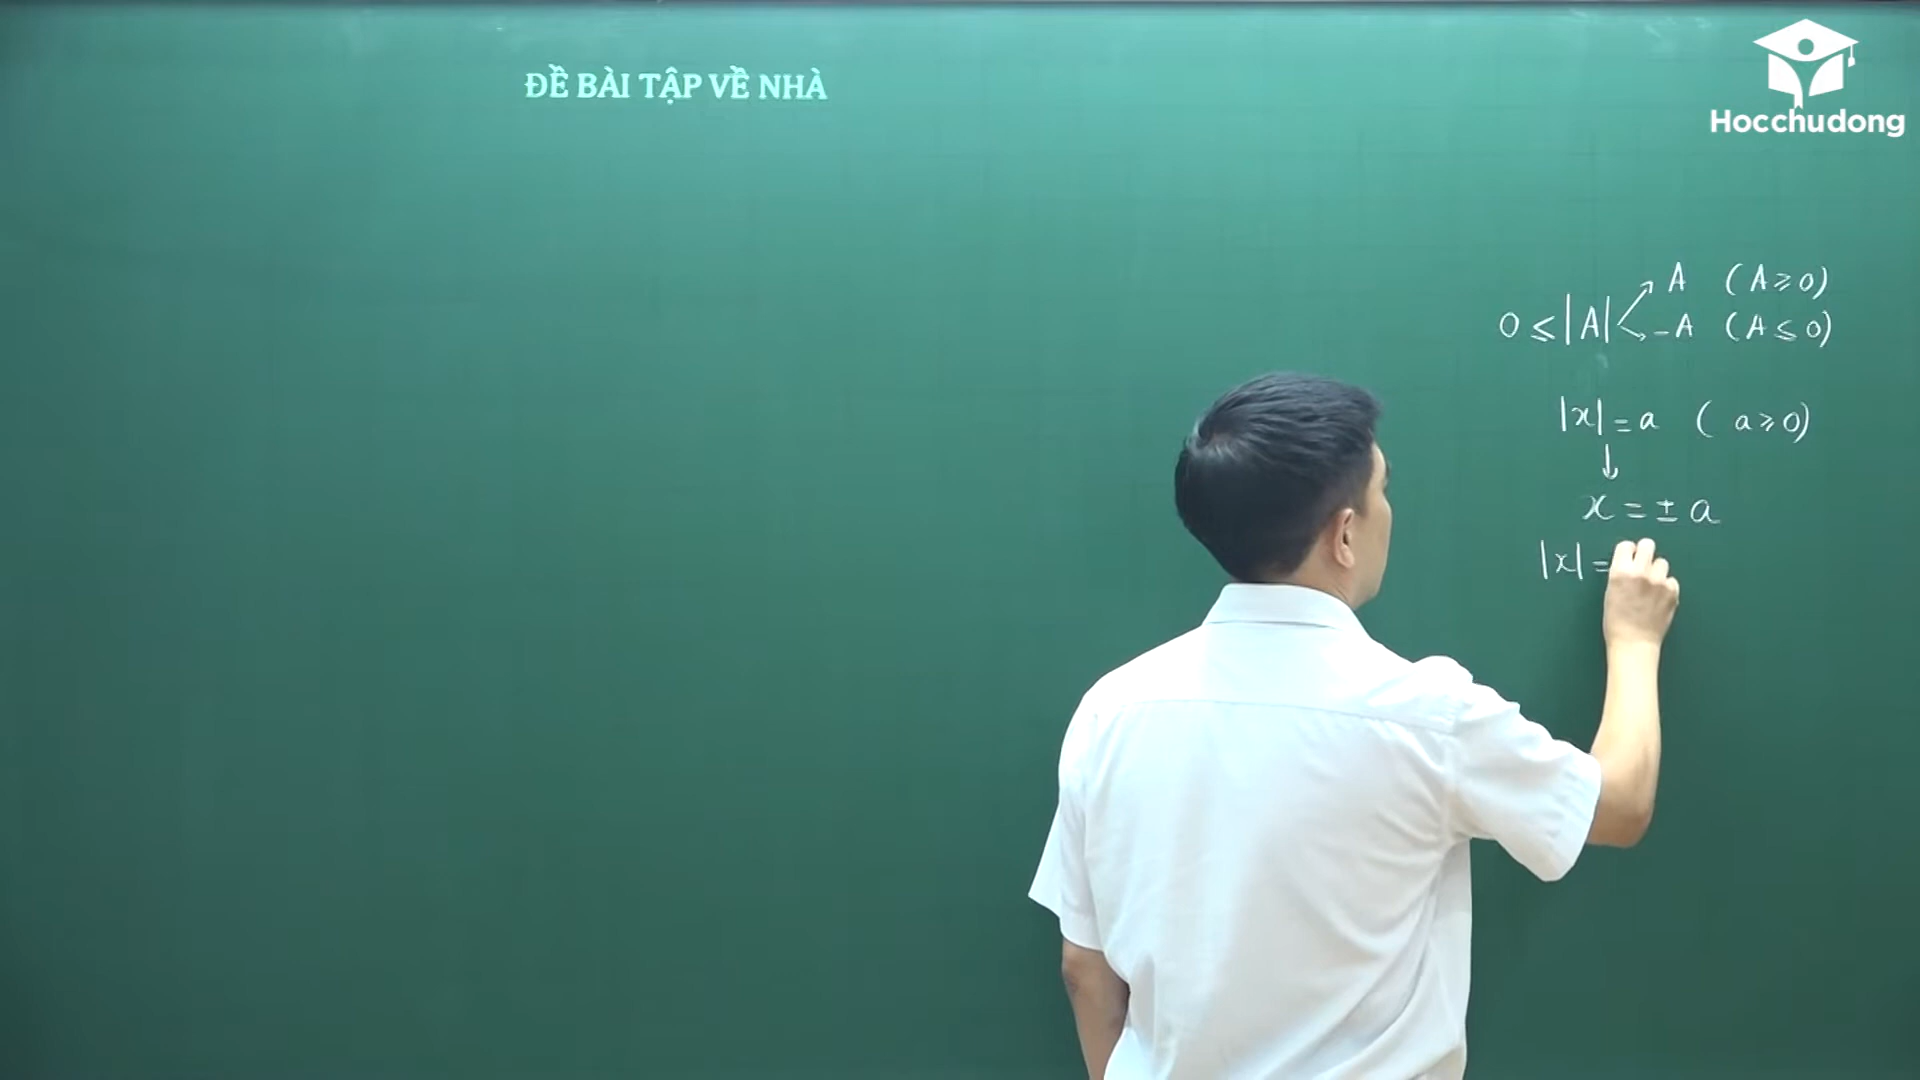 Hocchudong
ĐỀ BÀI TẬP VỀ NHÀ
A (A ≥ 0)
0 ≤ |A|
-A (A ≤ 0)
|x| = a ( a ≥ 0)
↓
x = ± a
|x| =